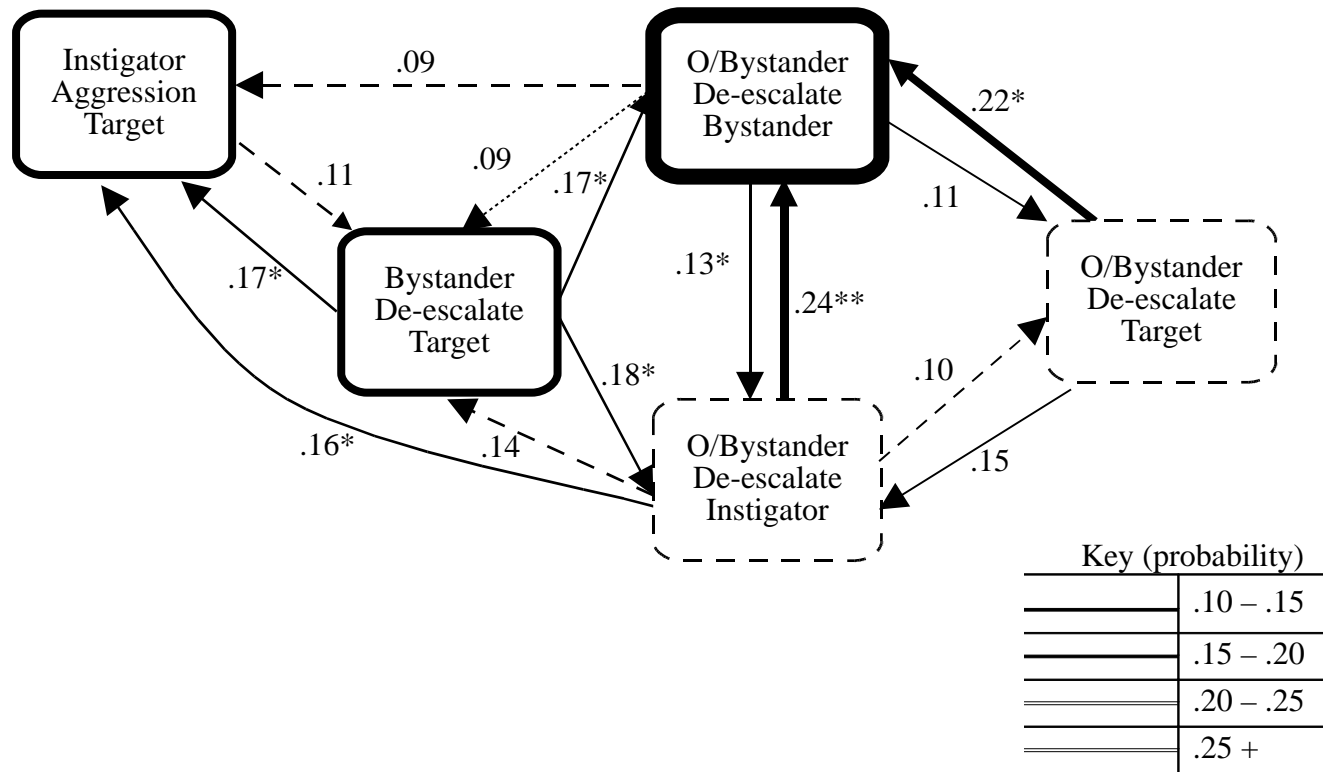 Instigator
Aggression
Target
.09
O/Bystander
De-escalate
Bystander
.22*
.11
.09
.17*
.11
.17*
Bystander
De-escalate
Target
.13*
.24**
O/Bystander
De-escalate
Target
.18*
.10
.16*
.14
O/Bystander
De-escalate
Instigator
.15
Key (probability)
.10 – .15
.15 – .20
.20 – .25
.25 +